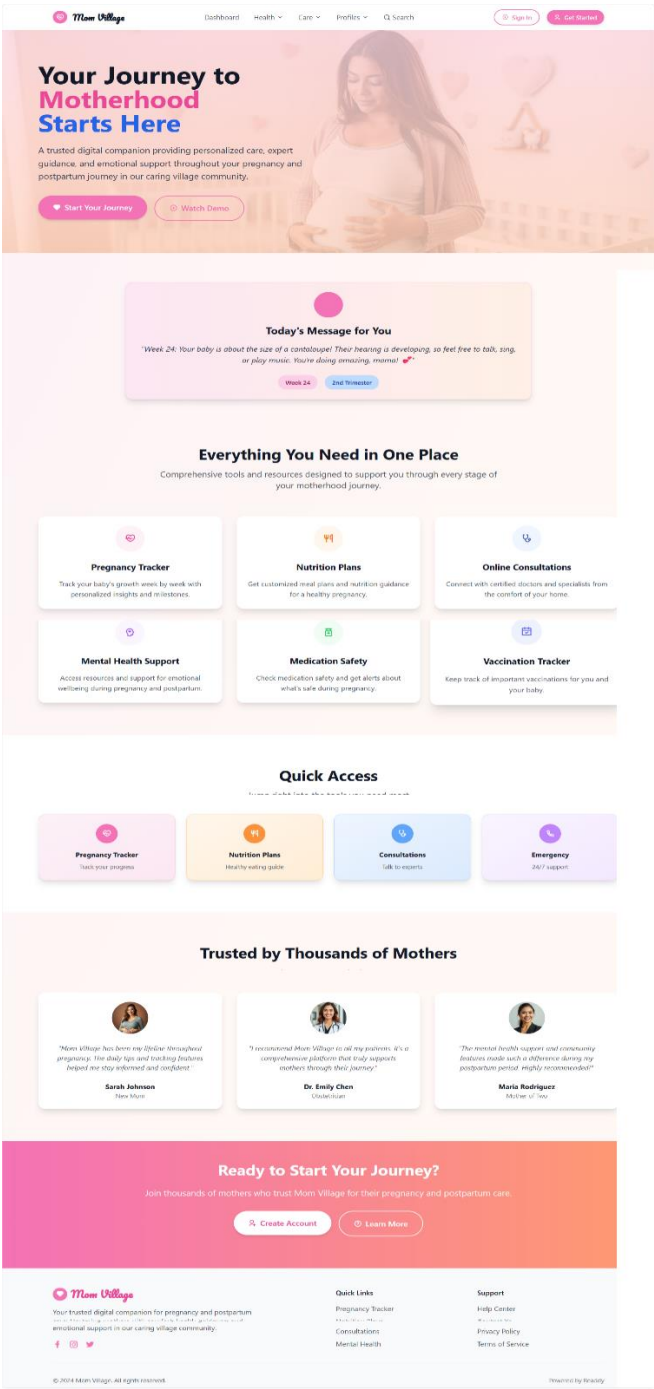 Mom Village
Dashboard Health Care Profiles Search
Sign In Get Started
Your Journey to
Motherhood
Starts Here
A trusted digital companion providing personalized care, expert
guidance, and emotional support throughout your pregnancy and
postpartum journey in our caring village community.
Start Your Journey Watch Demo
Today's Message for You
"Week 24: Your baby is about the size of a cantaloupe! Their hearing is developing, so feel free to talk, sing,
or play music. You're doing amazing, mama! 💕"
Week 24 2nd Trimester
Everything You Need in One Place
Comprehensive tools and resources designed to support you through every stage of
your motherhood journey.
Pregnancy Tracker
Track your baby's growth week by week with
personalized insights and milestones.
Nutrition Plans
Get customized meal plans and nutrition guidance
for a healthy pregnancy.
Online Consultations
Connect with certified doctors and specialists from
the comfort of your home.
Mental Health Support
Access resources and support for emotional
wellbeing during pregnancy and postpartum.
Medication Safety
Check medication safety and get alerts about
what's safe during pregnancy.
Vaccination Tracker
Keep track of important vaccinations for you and
your baby.
Quick Access
Jump right into the tools you need most
Pregnancy Tracker
Track your progress
Nutrition Plans
Healthy eating guide
Consultations
Talk to experts
Emergency
24/7 support
Trusted by Thousands of Mothers
"Mom Village has been my lifeline throughout
pregnancy. The daily tips and tracking features
helped me stay informed and confident."
Sarah Johnson
New Mom
"I recommend Mom Village to all my patients. It's a
comprehensive platform that truly supports
mothers through their journey."
Dr. Emily Chen
Obstetrician
"The mental health support and community
features made such a difference during my
postpartum period. Highly recommended!"
Maria Rodriguez
Mother of Two
Ready to Start Your Journey?
Join thousands of mothers who trust Mom Village for their pregnancy and postpartum care.
Create Account Learn More
Mom Village
Your trusted digital companion for pregnancy and postpartum
emotional support in our caring village community.
Quick Links
Pregnancy Tracker
Nutrition Plans
Consultations
Mental Health
Support
Help Center
Contact Us
Privacy Policy
Terms of Service
© 2024 Mom Village. All rights reserved.
Powered by Readdy